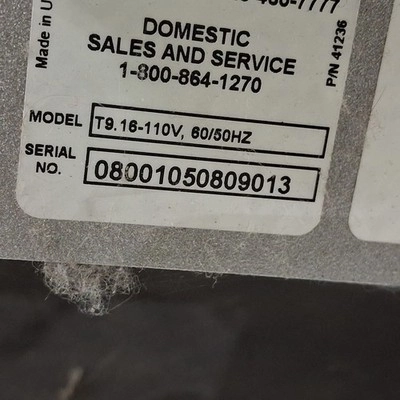 7777
DOMESTIC
SALES AND SERVICE
1-800-864-1270
Made in U
P/N 41236
MODEL T9.16-110V, 60/50HZ
SERIAL
NO. 08001050809013